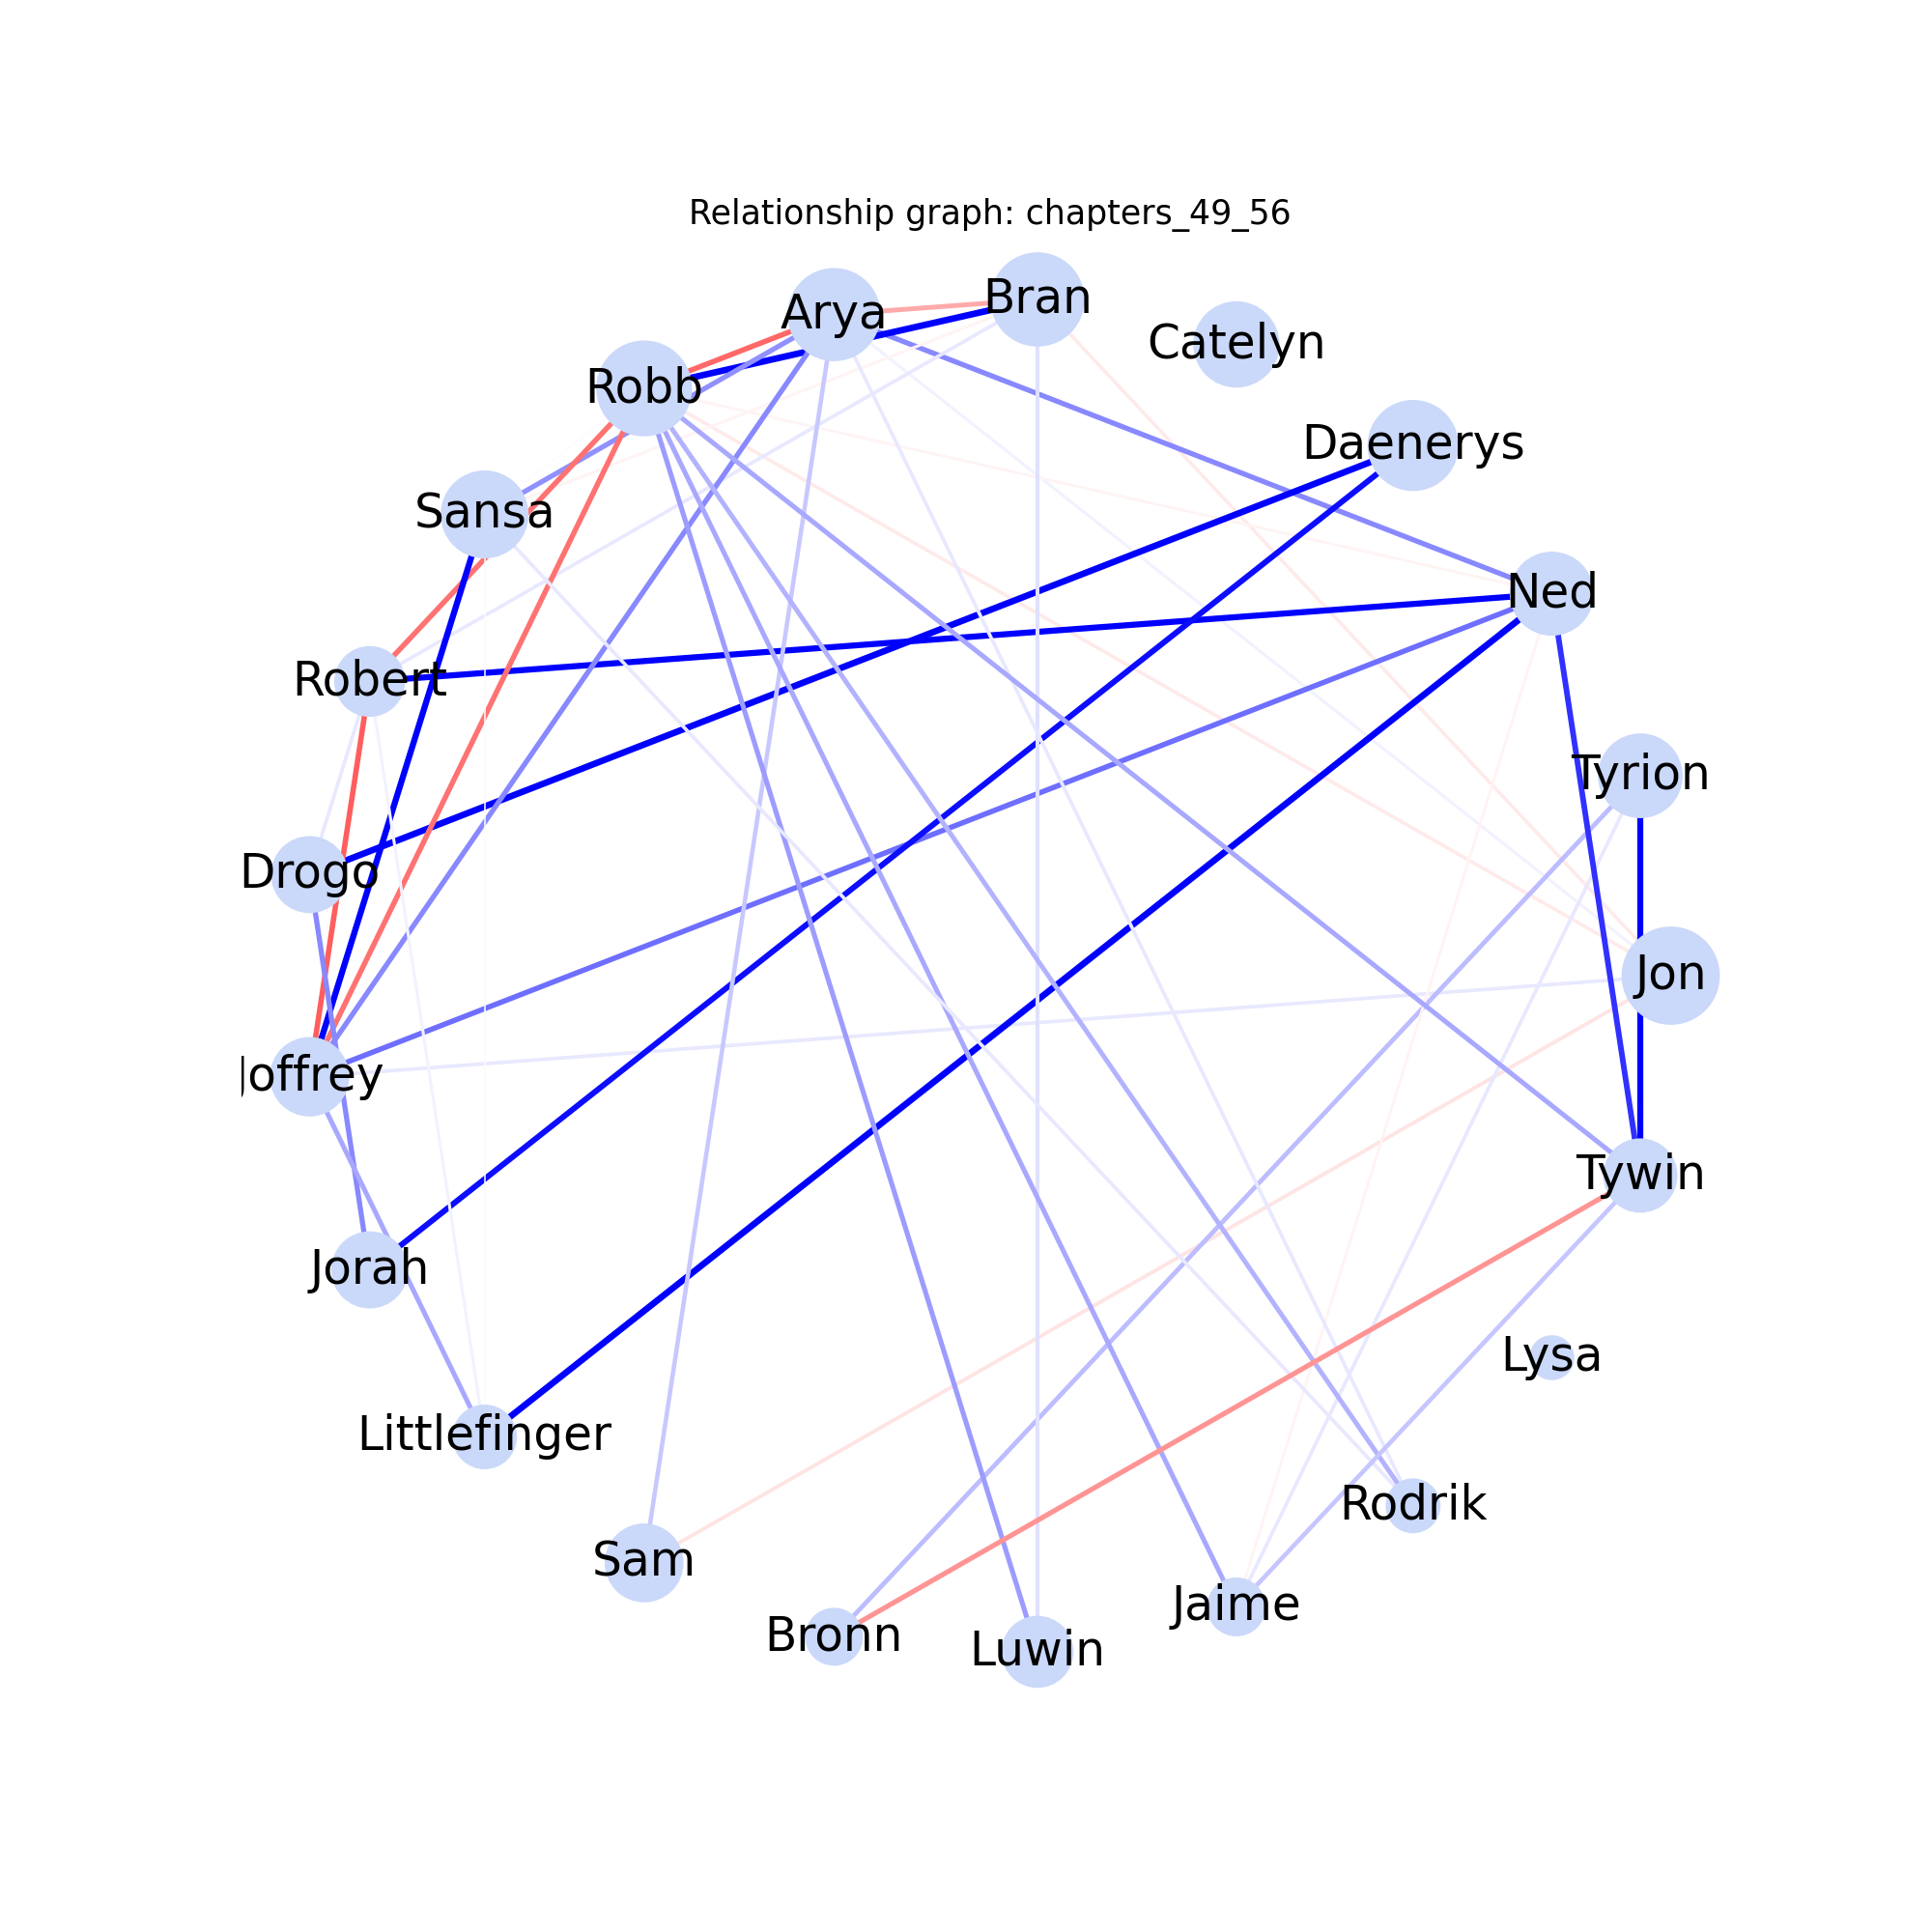 Relationship graph: chapters_49_56
Bran
Arya
Catelyn
Robb
Daenerys
Sansa
Ned
Robert
Tyrion
Drogo
Jon
Joffrey
Tywin
Jorah
Lysa
Littlefinger
Rodrik
Sam
Jaime
Bronn
Luwin